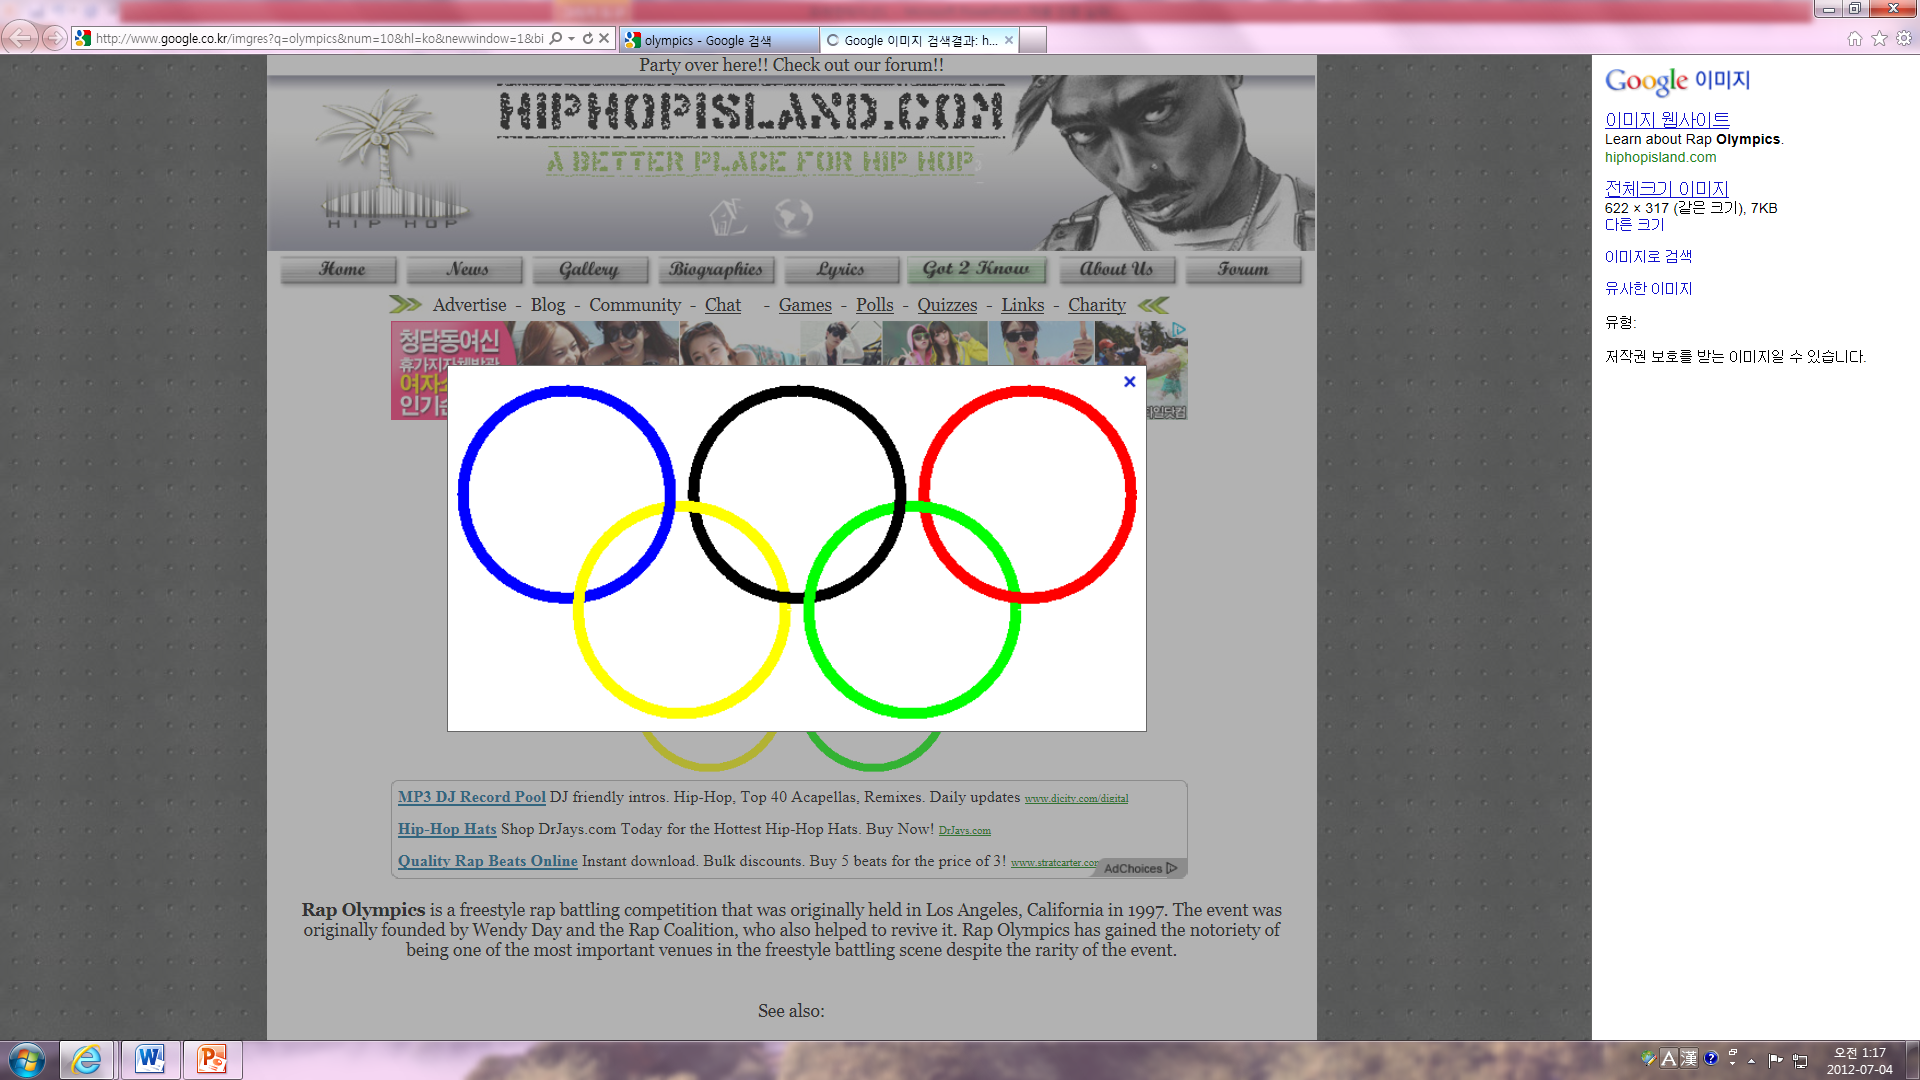 http://www.google.co.kr/imgres?q=olympics&num=10&hl=ko&newwindow=1&bi
olympics - Google 검색
Google 이미지 검색결과: h...
Party over here!! Check out our forum!!
HIPHOPISLAND.COM
A BETTER PLACE FOR HIP HOP
HIP HOP
Home News Gallery Biographies Lyrics Got 2 Know About Us Forum
Advertise - Blog - Community - Chat - Games - Polls - Quizzes - Links - Charity
청담동여신
MP3 DJ Record Pool DJ friendly intros. Hip-Hop, Top 40 Acapellas, Remixes. Daily updates www.djcity.com/digital
Hip-Hop Hats Shop DrJays.com Today for the Hottest Hip-Hop Hats. Buy Now! DrJays.com
Quality Rap Beats Online Instant download. Bulk discounts. Buy 5 beats for the price of 3! www.stratcarter.com
AdChoices
Rap Olympics is a freestyle rap battling competition that was originally held in Los Angeles, California in 1997. The event was
originally founded by Wendy Day and the Rap Coalition, who also helped to revive it. Rap Olympics has gained the notoriety of
being one of the most important venues in the freestyle battling scene despite the rarity of the event.
See also:
Google 이미지
이미지 웹사이트
Learn about Rap Olympics.
hiphopisland.com
전체크기 이미지
622 × 317 (같은 크기), 7KB
다른 크기
이미지로 검색
유사한 이미지
유형:
저작권 보호를 받는 이미지일 수 있습니다.
A 漢
오전 1:17
2012-07-04